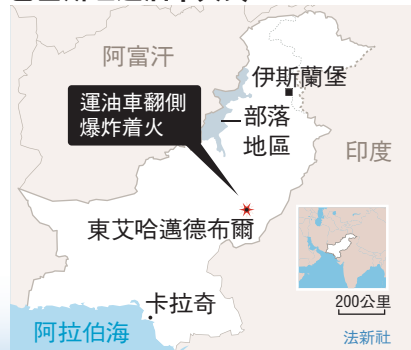 阿富汗
伊斯蘭堡
運油車翻側
爆炸着火
部落
地區
印度
東艾哈邁德布爾
卡拉奇
200公里
阿拉伯海
法新社